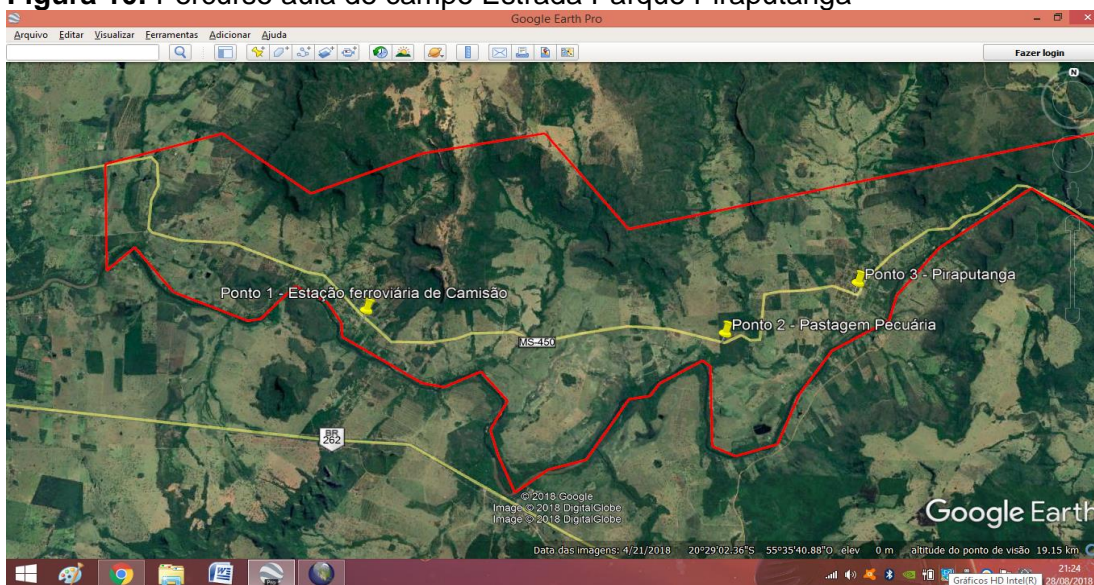 Figura 10. Percurso aula de campo Estrada Parque Piraputanga
Google Earth Pro
Arquivo Editar Visualizar Ferramentas Adicionar Ajuda
Fazer login
N
Ponto 3 - Piraputanga
Ponto 1 - Estação ferroviária de Camisão
Ponto 2 - Pastagem Pecuária
MS-450
BR
262
© 2018 Google
Image © 2018 DigitalGlobe
Image © 2018 DigitalGlobe
Google Earth
Data das imagens: 4/21/2018 20°29'02.36"S 55°35'40.88"O elev 0 m altitude do ponto de visão 19.15 km
21:24
Gráficos HD Intel(R)
28/08/2018